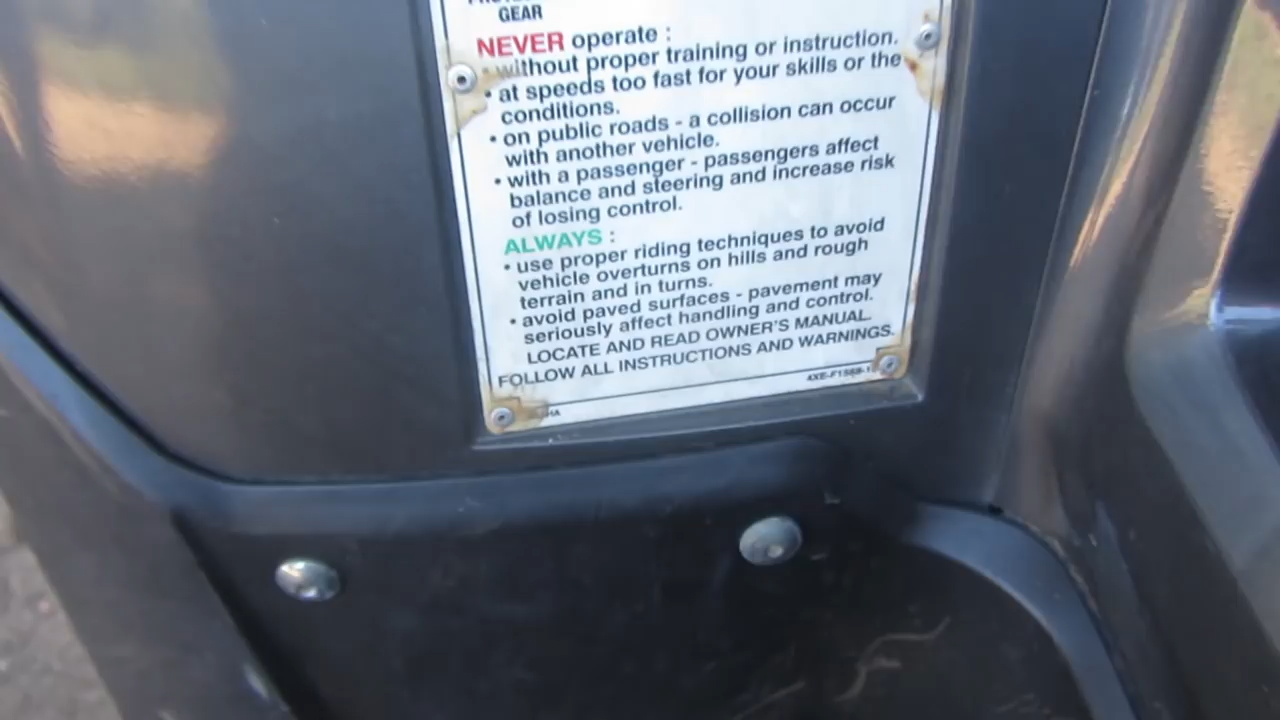 GEAR
NEVER operate :
• without proper training or instruction.
• at speeds too fast for your skills or the
conditions.
• on public roads - a collision can occur
with another vehicle.
• with a passenger - passengers affect
balance and steering and increase risk
of losing control.
ALWAYS :
• use proper riding techniques to avoid
vehicle overturns on hills and rough
terrain and in turns.
• avoid paved surfaces - pavement may
seriously affect handling and control.
LOCATE AND READ OWNER'S MANUAL.
FOLLOW ALL INSTRUCTIONS AND WARNINGS.